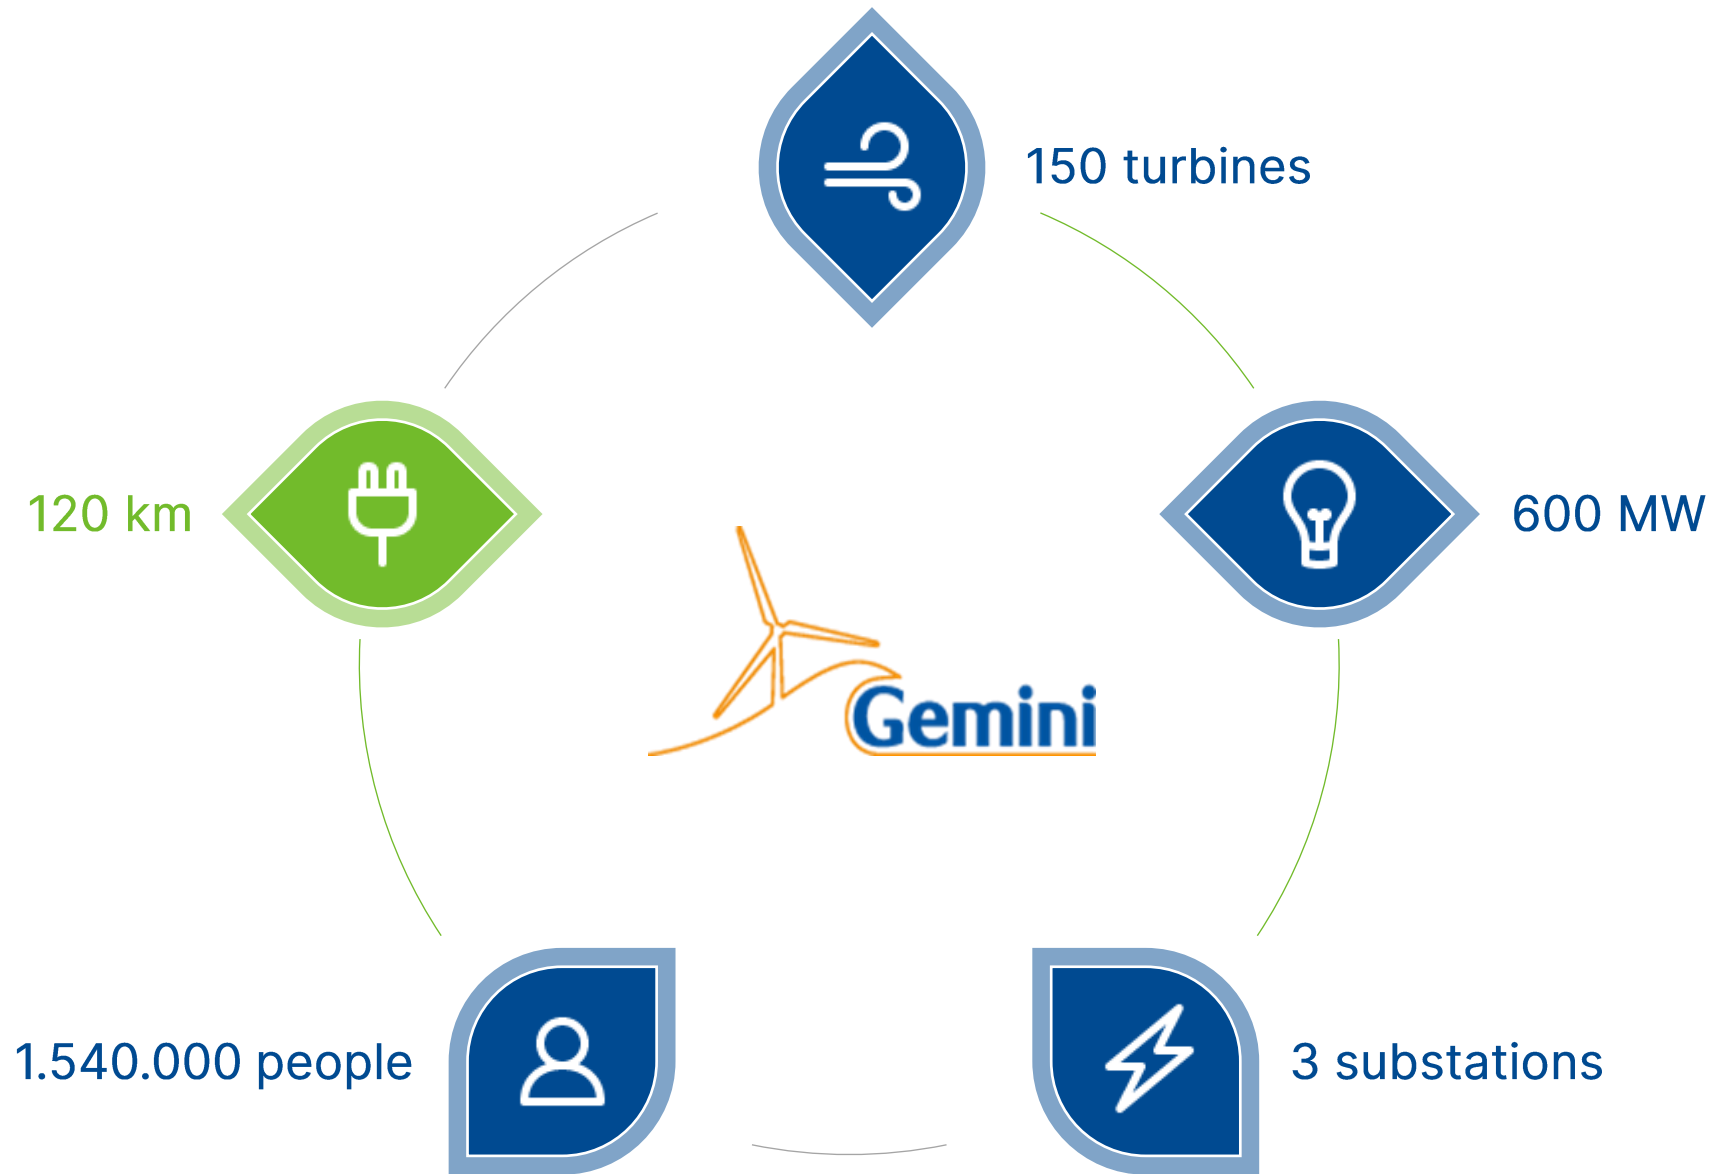 150 turbines
120 km
600 MW
Gemini
1.540.000 people
3 substations